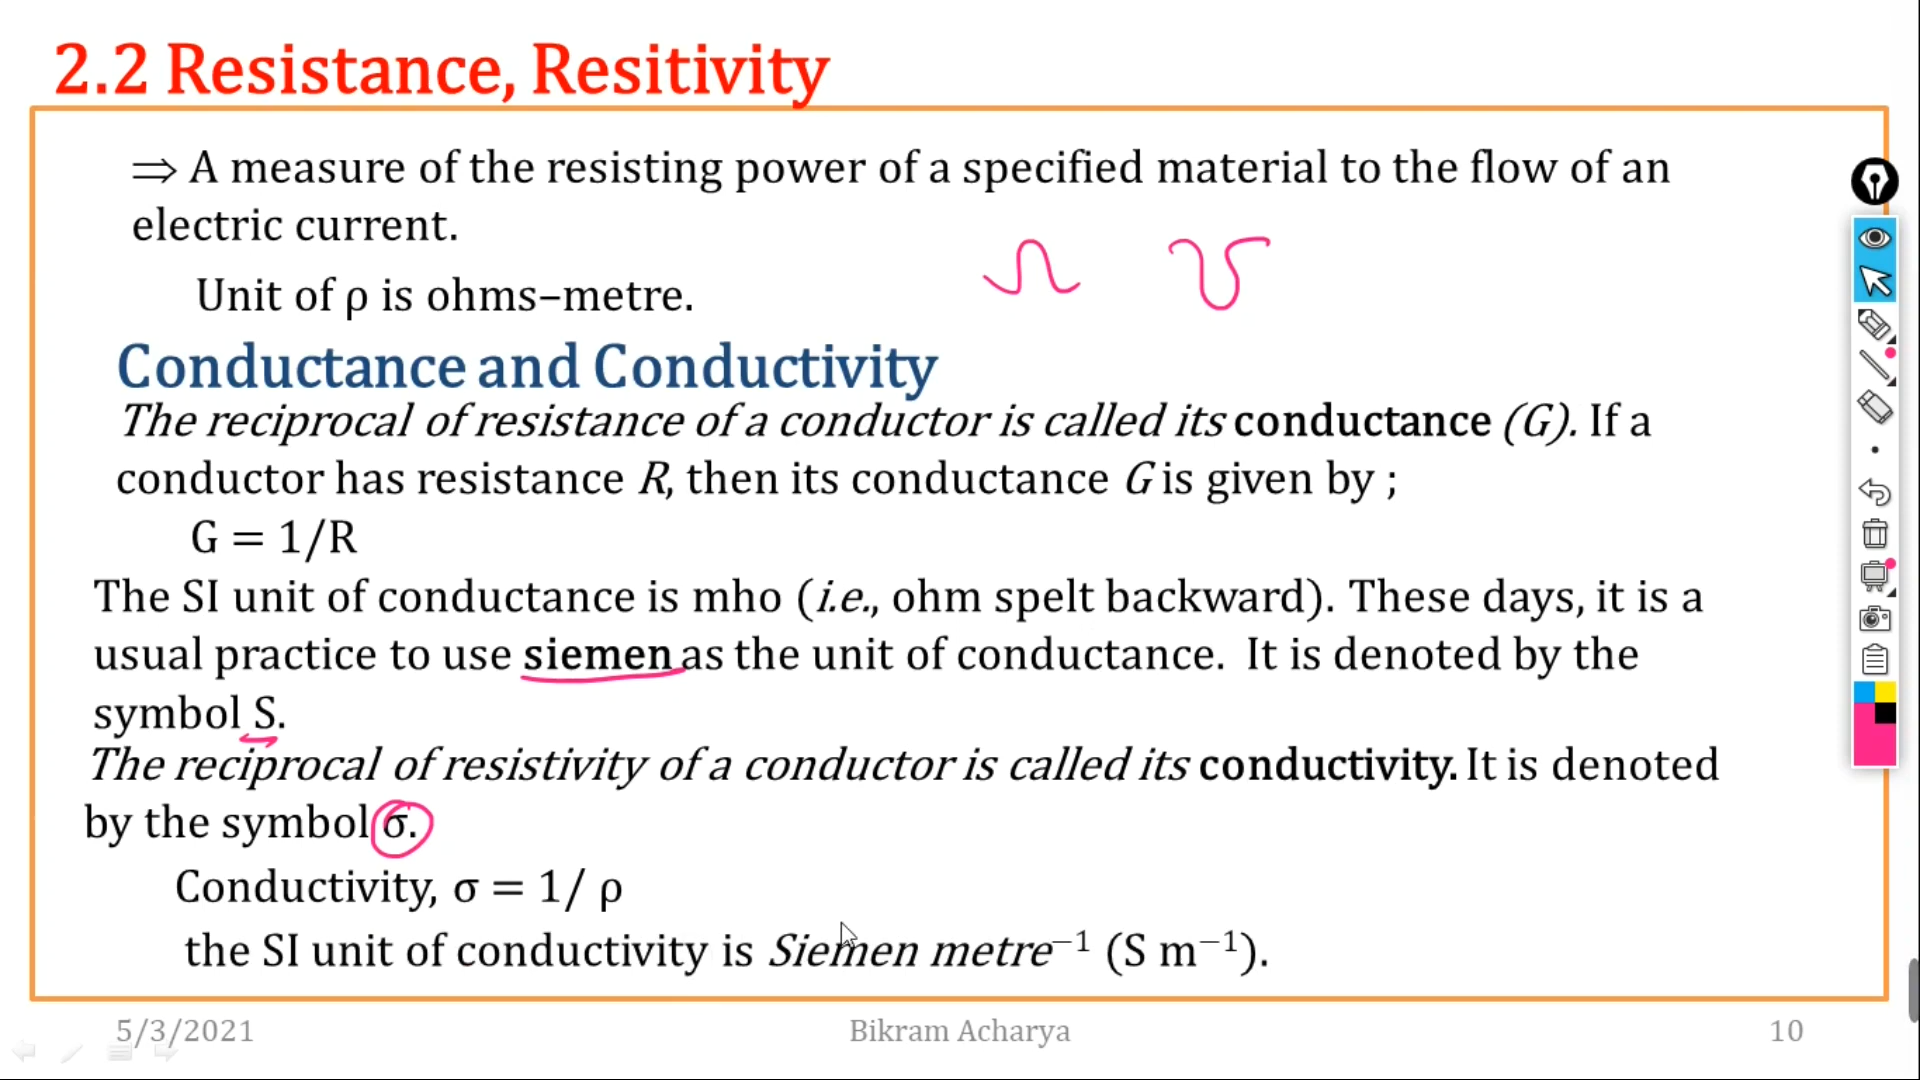 2.2 Resistance, Resitivity
⇒ A measure of the resisting power of a specified material to the flow of an
electric current.
Ω ℧
Unit of ρ is ohms–metre.
Conductance and Conductivity
The reciprocal of resistance of a conductor is called its conductance (G). If a
conductor has resistance R, then its conductance G is given by ;
G = 1/R
The SI unit of conductance is mho (i.e., ohm spelt backward). These days, it is a
usual practice to use siemen as the unit of conductance. It is denoted by the
symbol S.
The reciprocal of resistivity of a conductor is called its conductivity. It is denoted
by the symbol σ.
Conductivity, σ = 1/ ρ
the SI unit of conductivity is Siemen metre⁻¹ (S m⁻¹).
5/3/2021 Bikram Acharya 10